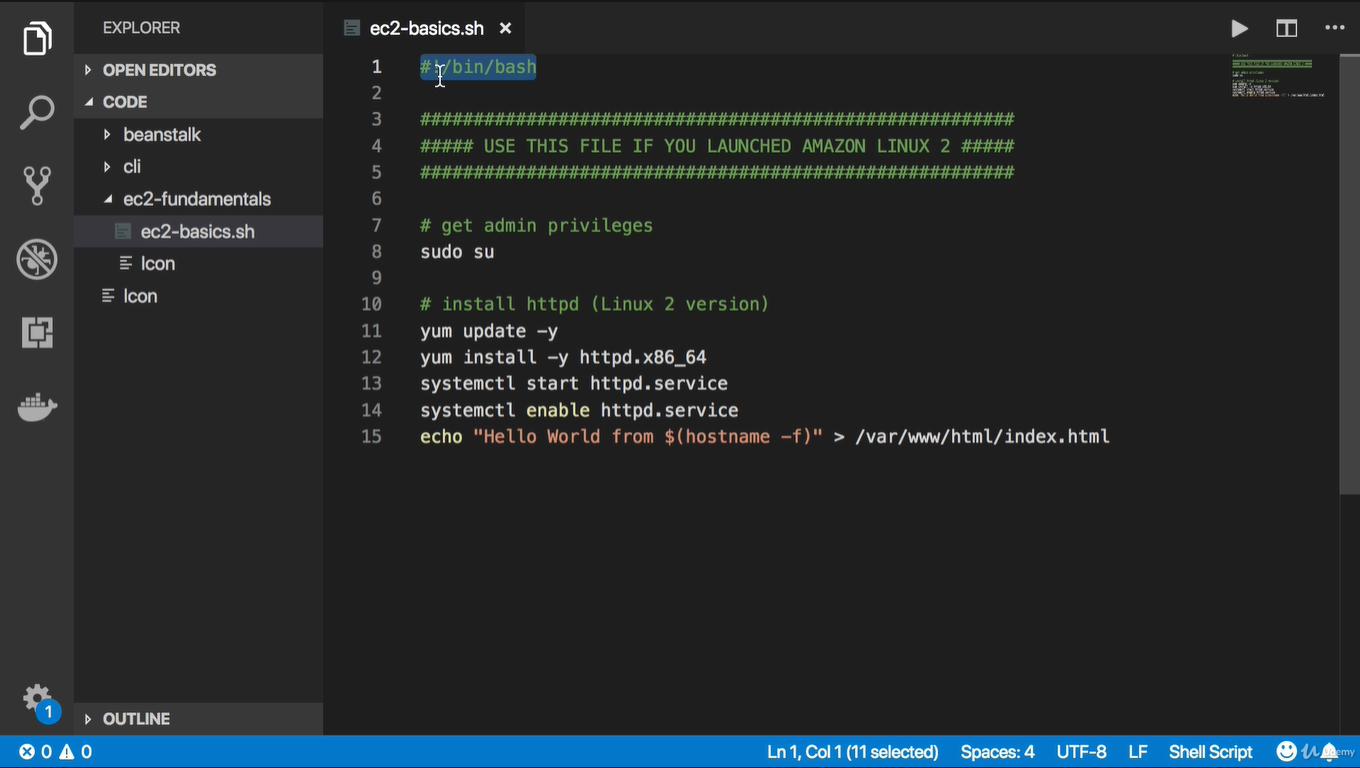 EXPLORER
OPEN EDITORS
CODE
beanstalk
cli
ec2-fundamentals
ec2-basics.sh
Icon
Icon
OUTLINE
ec2-basics.sh ×
1 #!/bin/bash
2
3 ########################################################
4 ##### USE THIS FILE IF YOU LAUNCHED AMAZON LINUX 2 #####
5 ########################################################
6
7 # get admin privileges
8 sudo su
9
10 # install httpd (Linux 2 version)
11 yum update -y
12 yum install -y httpd.x86_64
13 systemctl start httpd.service
14 systemctl enable httpd.service
15 echo "Hello World from $(hostname -f)" > /var/www/html/index.html
1
0 0 Ln 1, Col 1 (11 selected) Spaces: 4 UTF-8 LF Shell Script